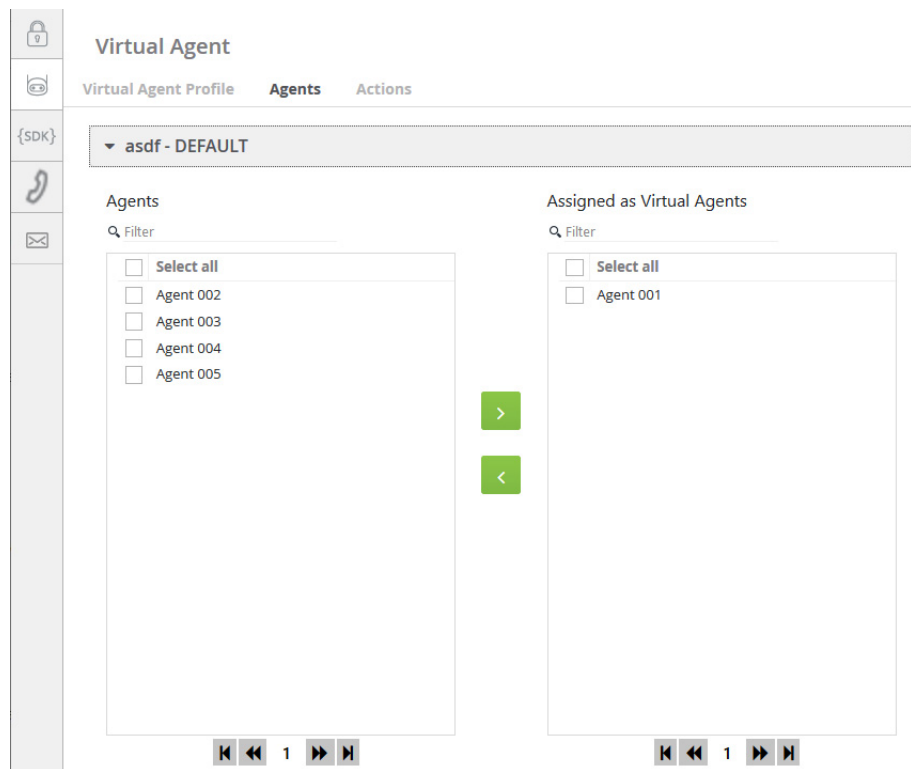 Virtual Agent
Virtual Agent Profile Agents Actions
{SDK}
asdf - DEFAULT
Agents
Filter
Select all
Agent 002
Agent 003
Agent 004
Agent 005
>
<
1
Assigned as Virtual Agents
Filter
Select all
Agent 001
1